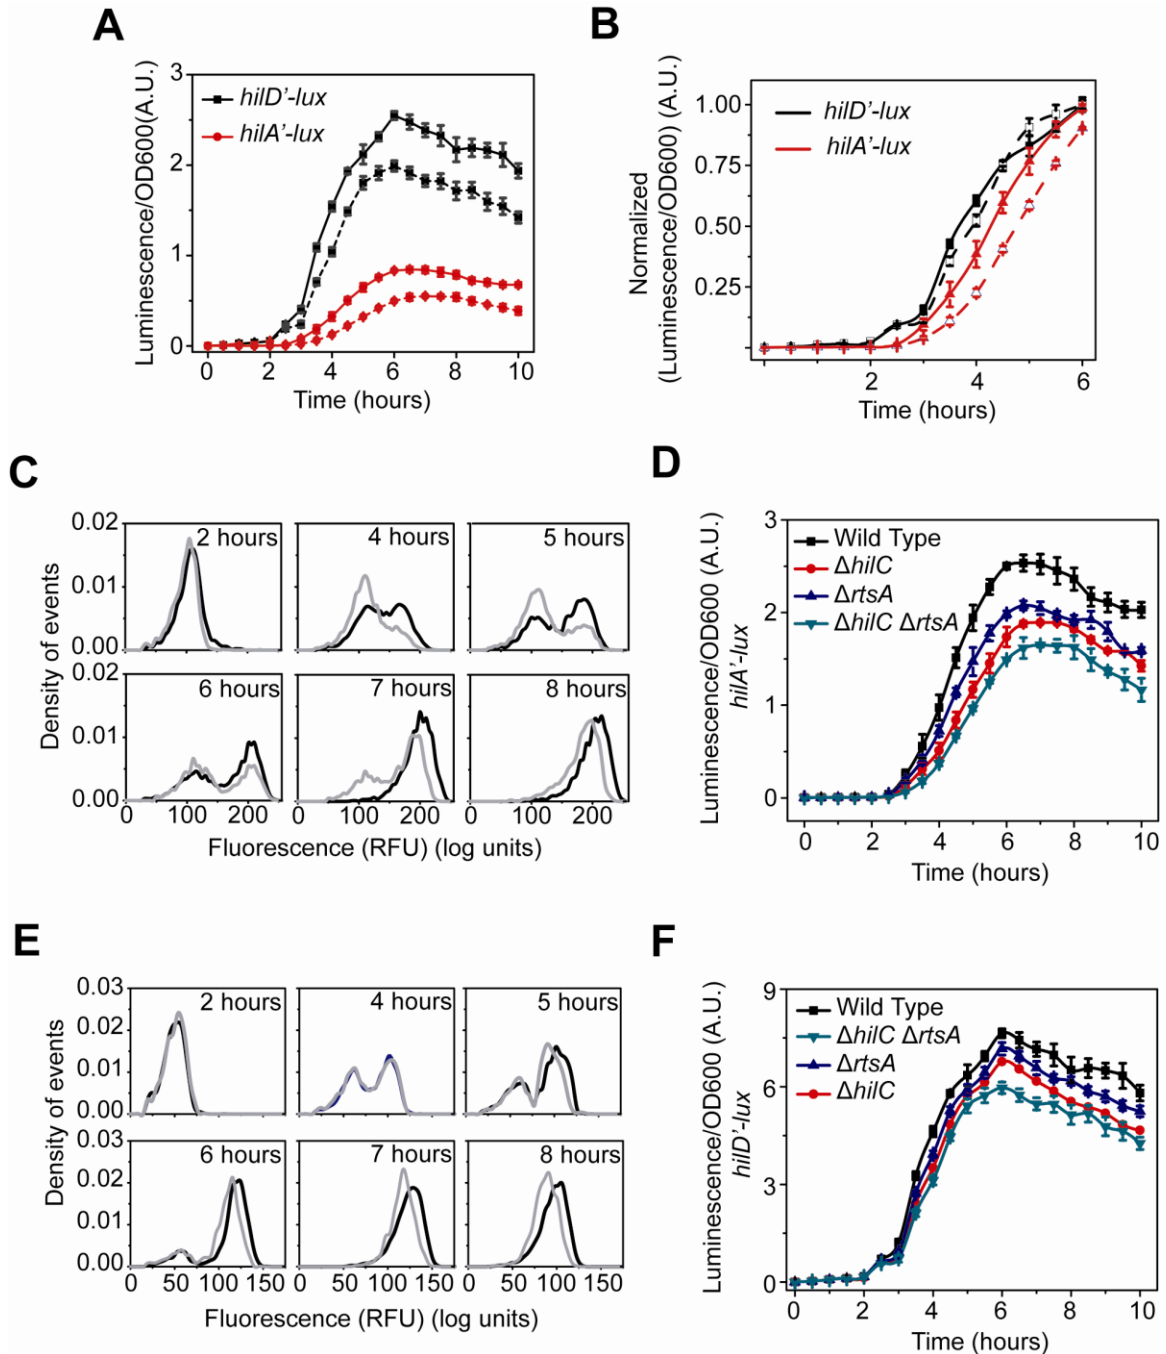 A
Luminescence/OD600(A.U.)
3
2
1
0
hilD'-lux
hilA'-lux
0 2 4 6 8 10
Time (hours)
B
Normalized
(Luminescence/OD600) (A.U.)
1.00
0.75
0.50
0.25
hilD'-lux
hilA'-lux
2 4 6
Time (hours)
C
Density of events
0.02
0.01
0.00
2 hours
4 hours
5 hours
0.02
0.01
0.00
6 hours
7 hours
8 hours
0 100 200
100 200
0 100 200
Fluorescence (RFU) (log units)
D
Luminescence/OD600 (A.U.)
hilA'-lux
3
2
1
0
Wild Type
ΔhilC
ΔrtsA
ΔhilC ΔrtsA
0 2 4 6 8 10
Time (hours)
E
Density of events
0.03
0.02
0.01
0.00
2 hours
4 hours
5 hours
0.03
0.02
0.01
0.00
6 hours
7 hours
8 hours
0 50 100 150
0 50 100 150
0 50 100 150
Fluorescence (RFU) (log units)
F
Luminescence/OD600 (A.U.)
hilD'-lux
9
6
3
0
Wild Type
ΔhilC ΔrtsA
ΔrtsA
ΔhilC
0 2 4 6 8 10
Time (hours)